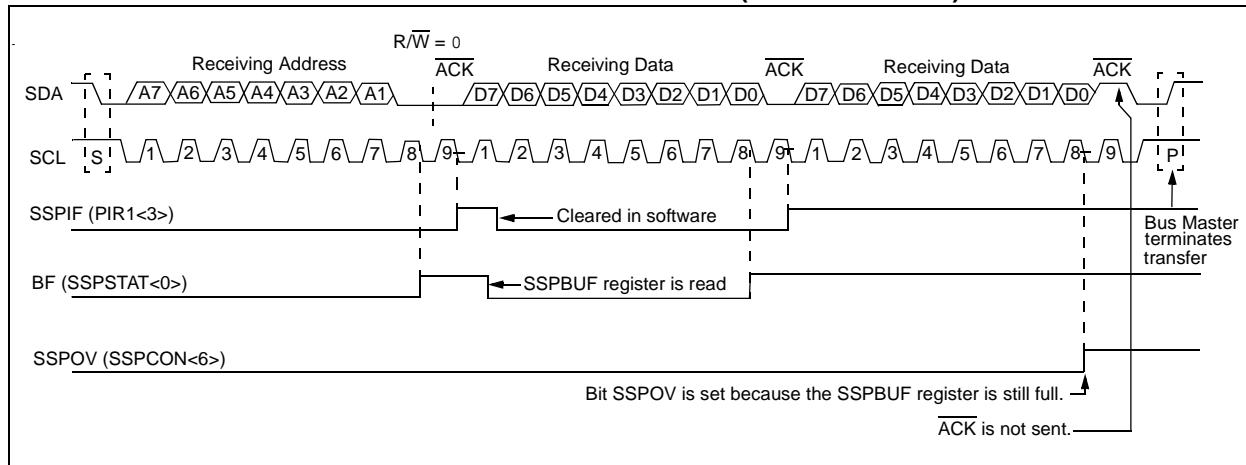 R/W = 0
Receiving Address ACK Receiving Data ACK Receiving Data ACK
SDA A7 A6 A5 A4 A3 A2 A1 D7 D6 D5 D4 D3 D2 D1 D0 D7 D6 D5 D4 D3 D2 D1 D0
SCL S 1 2 3 4 5 6 7 8 9 1 2 3 4 5 6 7 8 9 1 2 3 4 5 6 7 8 9 P
SSPIF (PIR1<3>) Cleared in software
Bus Master
terminates
transfer
BF (SSPSTAT<0>) SSPBUF register is read
SSPOV (SSPCON<6>)
Bit SSPOV is set because the SSPBUF register is still full.
ACK is not sent.